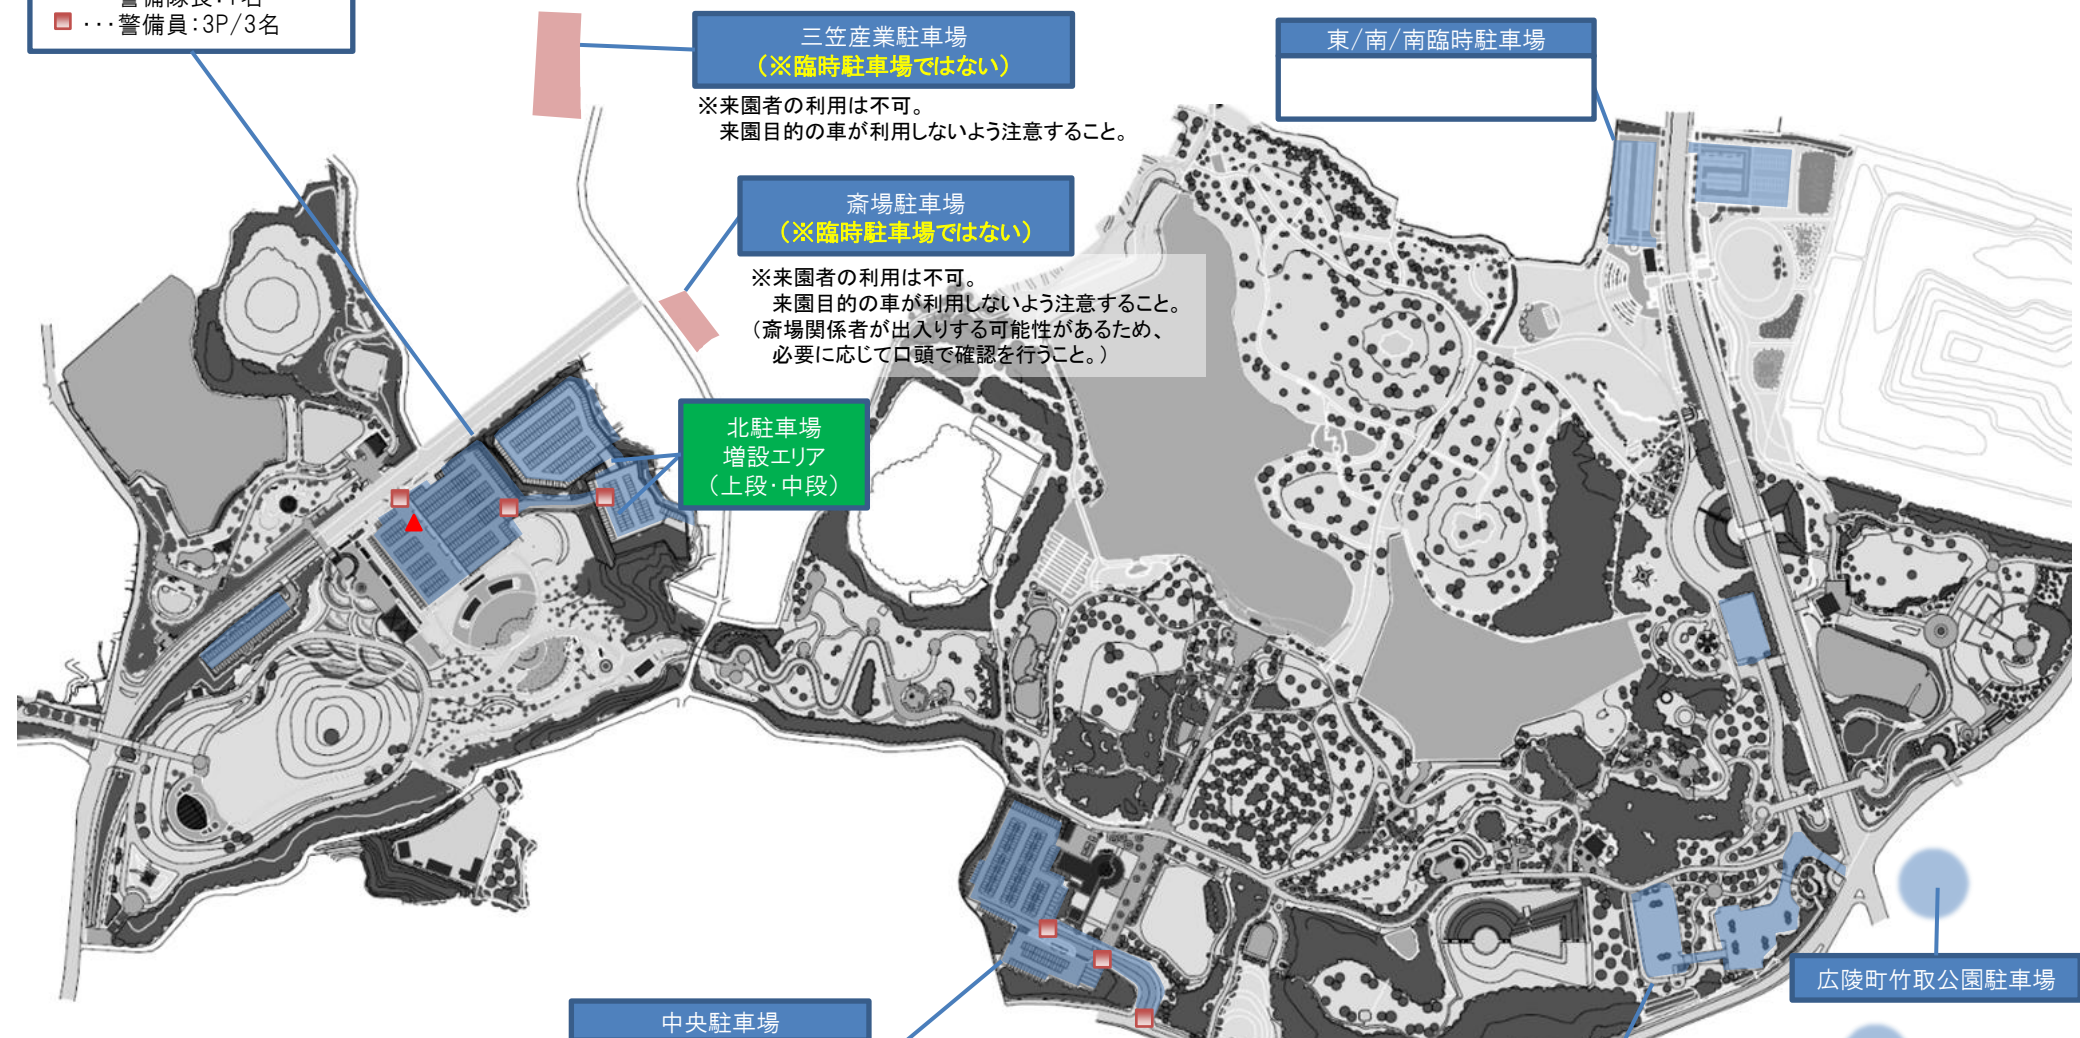 ■ ・・・警備員：3P/3名
三笠産業駐車場
（※臨時駐車場ではない）
※来園者の利用は不可。
来園目的の車が利用しないよう注意すること。
東/南/南臨時駐車場
斎場駐車場
（※臨時駐車場ではない）
※来園者の利用は不可。
来園目的の車が利用しないよう注意すること。
（斎場関係者が出入りする可能性があるため、
必要に応じて口頭で確認を行うこと。）
北駐車場
増設エリア
（上段・中段）
広陵町竹取公園駐車場
中央駐車場